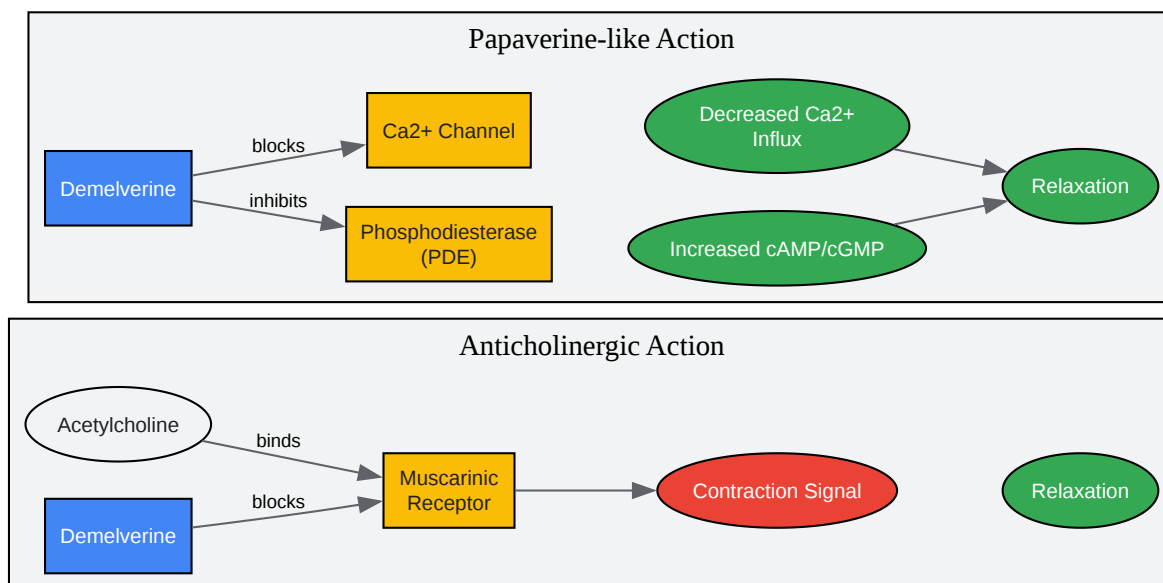 Papaverine-like Action
Demelverine
blocks
inhibits
Ca2+ Channel
Phosphodiesterase
(PDE)
Decreased Ca2+
Influx
Increased cAMP/cGMP
Relaxation
Anticholinergic Action
Acetylcholine
Demelverine
binds
blocks
Muscarinic
Receptor
Contraction Signal
Relaxation